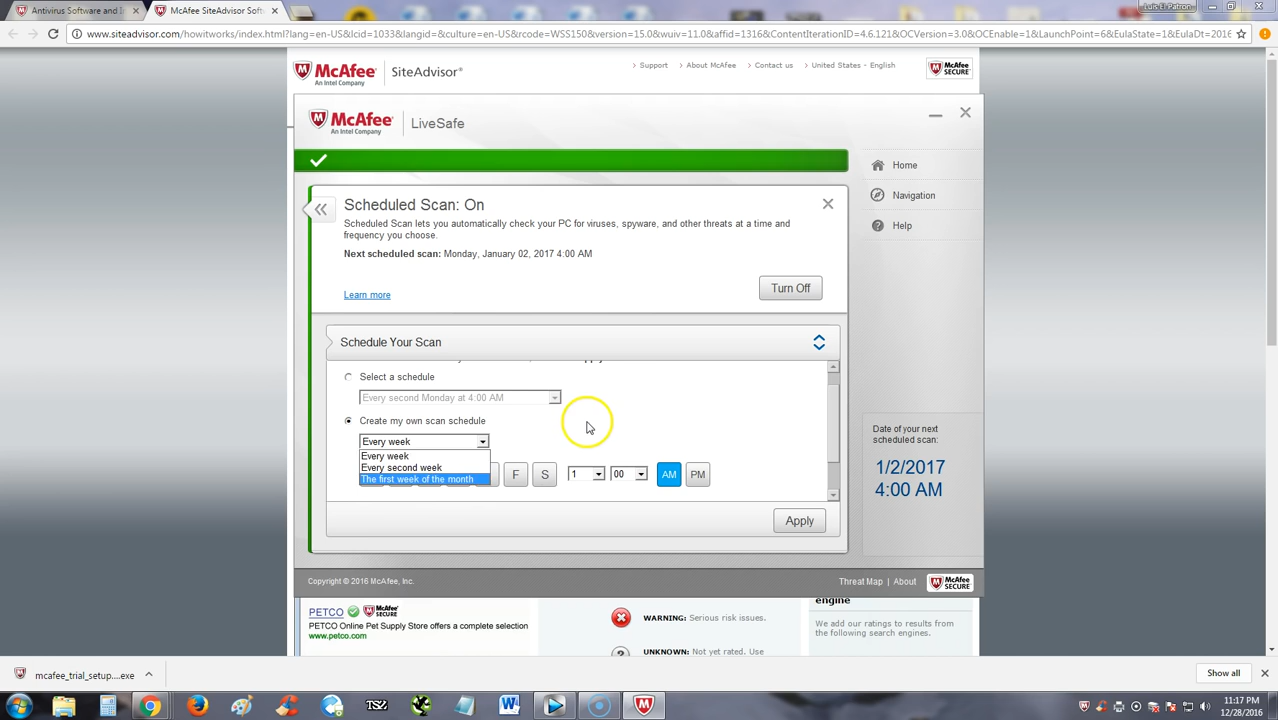 Antivirus Software and In
McAfee SiteAdvisor Softw
Luis El Patron
www.siteadvisor.com/howitworks/index.html?lang=en-US&lcid=1033&langid=&culture=en-US&rcode=WSS150&version=15.0&wuiv=11.0&affid=1316&ContentIterationID=4.6.121&OCVersion=3.0&OCEnable=1&LaunchPoint=6&EulaState=1&EulaDt=2016
McAfee
An Intel Company
SiteAdvisor®
Support
About McAfee
Contact us
United States - English
McAfee
SECURE
McAfee
An Intel Company
LiveSafe
Home
Navigation
Help
Scheduled Scan: On
Scheduled Scan lets you automatically check your PC for viruses, spyware, and other threats at a time and
frequency you choose.
Next scheduled scan: Monday, January 02, 2017 4:00 AM
Learn more
Turn Off
Schedule Your Scan
Select a schedule
Every second Monday at 4:00 AM
Create my own scan schedule
Every week
Every week
Every second week
The first week of the month
F
S
1
00
AM
PM
Apply
Date of your next
scheduled scan:
1/2/2017
4:00 AM
Copyright © 2016 McAfee, Inc.
Threat Map
About
McAfee
SECURE
PETCO
McAfee
SECURE
PETCO Online Pet Supply Store offers a complete selection
www.petco.com
WARNING: Serious risk issues.
UNKNOWN: Not yet rated. Use
engine
We add our ratings to results from
the following search engines.
mcafee_trial_setup....exe
Show all
TSZ
W
11:17 PM
12/28/2016